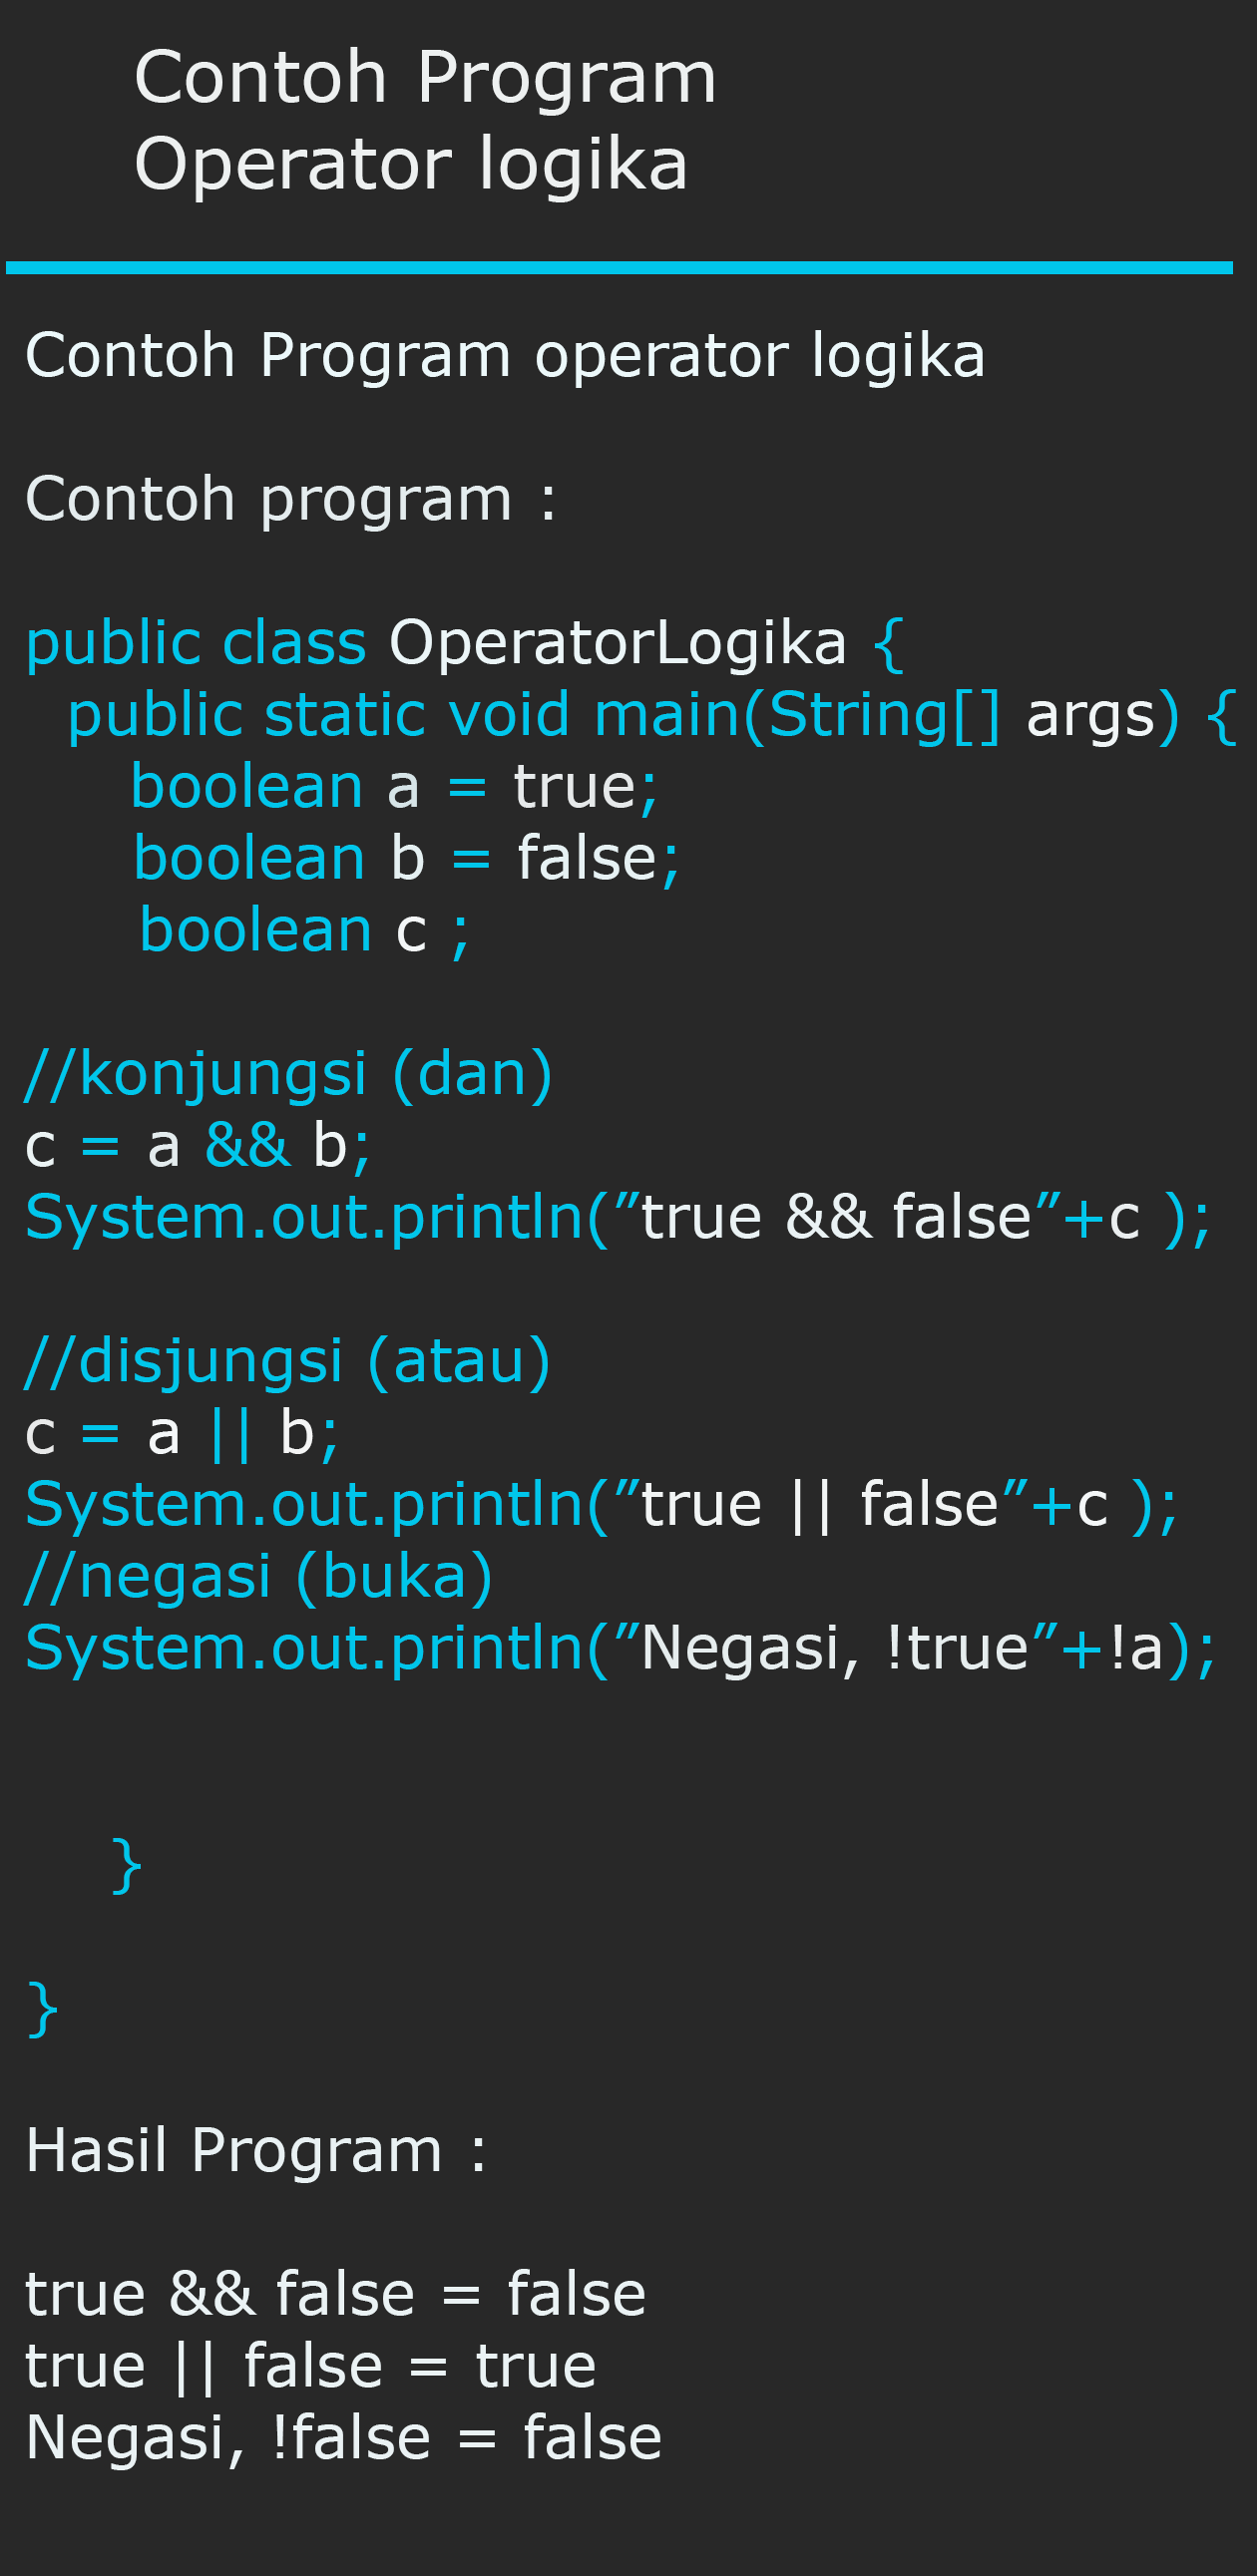 Contoh Program
Operator logika
Contoh Program operator logika
Contoh program :
public class OperatorLogika {
public static void main(String[] args) {
boolean a = true;
boolean b = false;
boolean c ;
//konjungsi (dan)
c = a && b;
System.out.println(”true && false”+c );
//disjungsi (atau)
c = a || b;
System.out.println(”true || false”+c );
//negasi (buka)
System.out.println(”Negasi, !true”+!a);
}
}
Hasil Program :
true && false = false
true || false = true
Negasi, !false = false